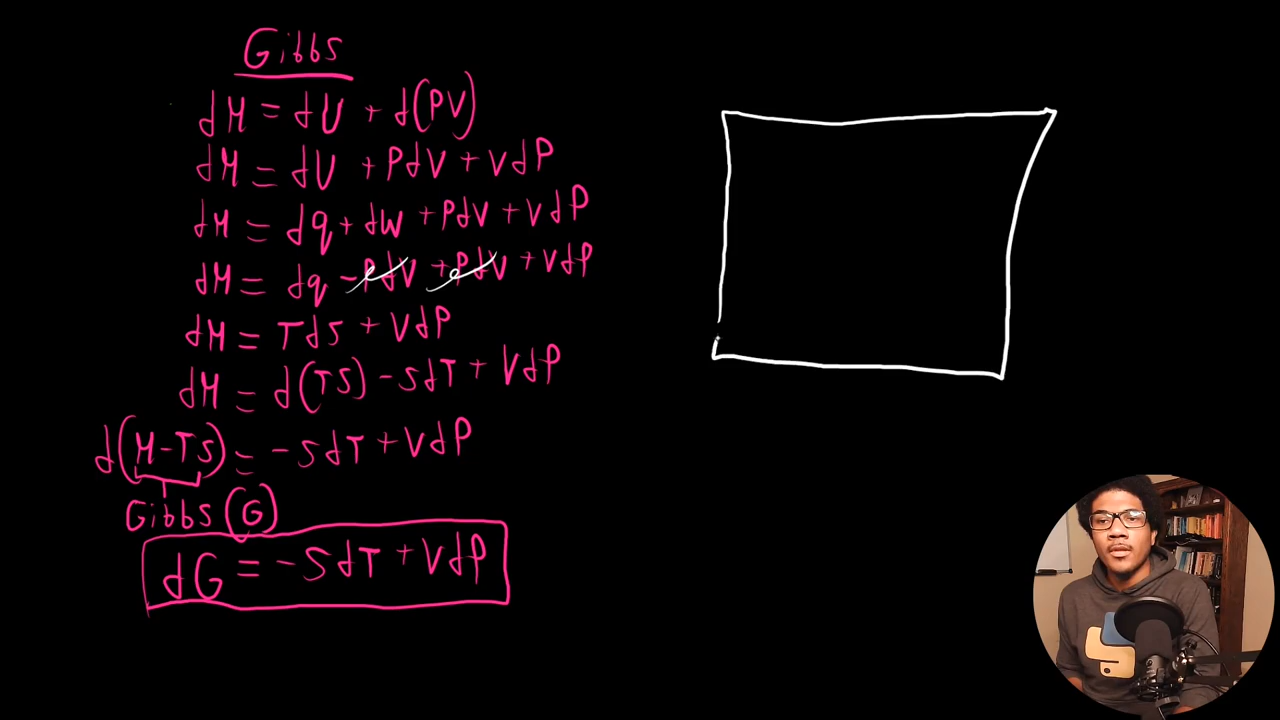 Gibbs
dH = dU + d(PV)
dH = dU + PdV + VdP
dH = dq + dW + PdV + VdP
dH = dq - PdV + PdV + VdP
dH = TdS + VdP
dH = d(TS) - SdT + VdP
d(H-TS) = -SdT + VdP
Gibbs (G)
dG = -SdT + VdP